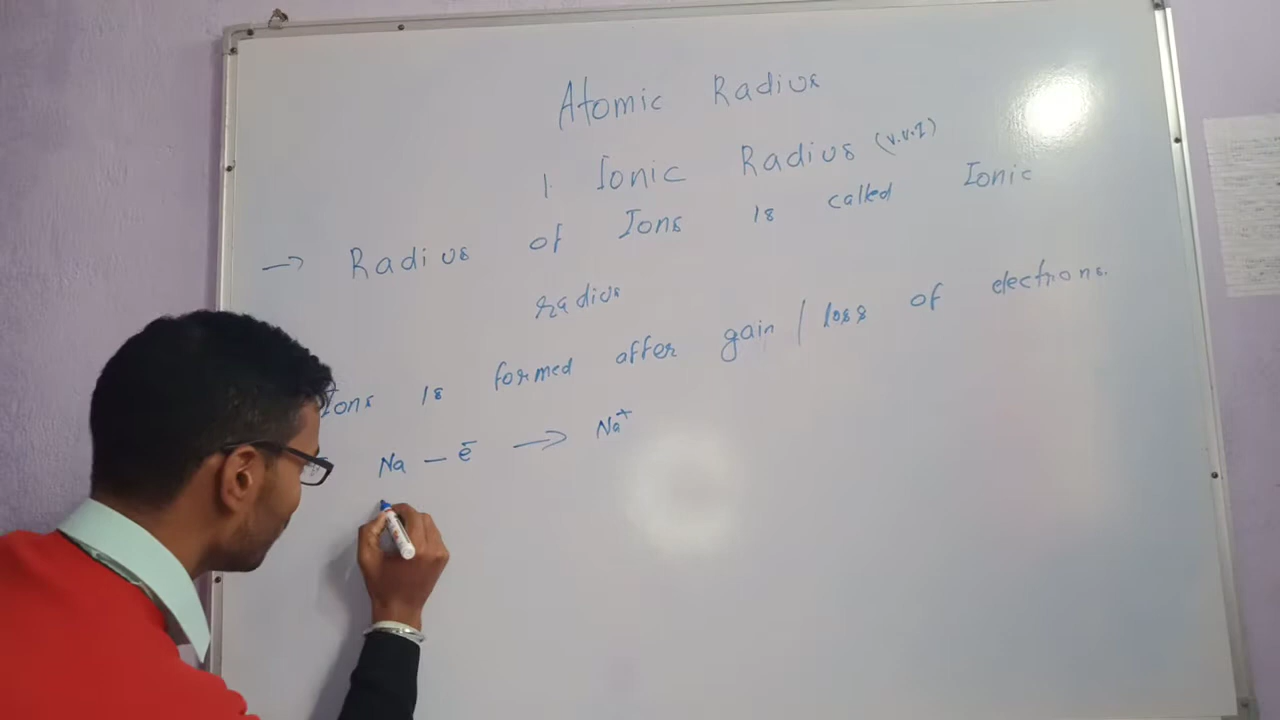 Atomic Radius
1. Ionic Radius (v.v.I)
→ Radius of Ions is called Ionic
radius
Ions is formed after gain / loss of electrons.
Na – e̅ → Na⁺